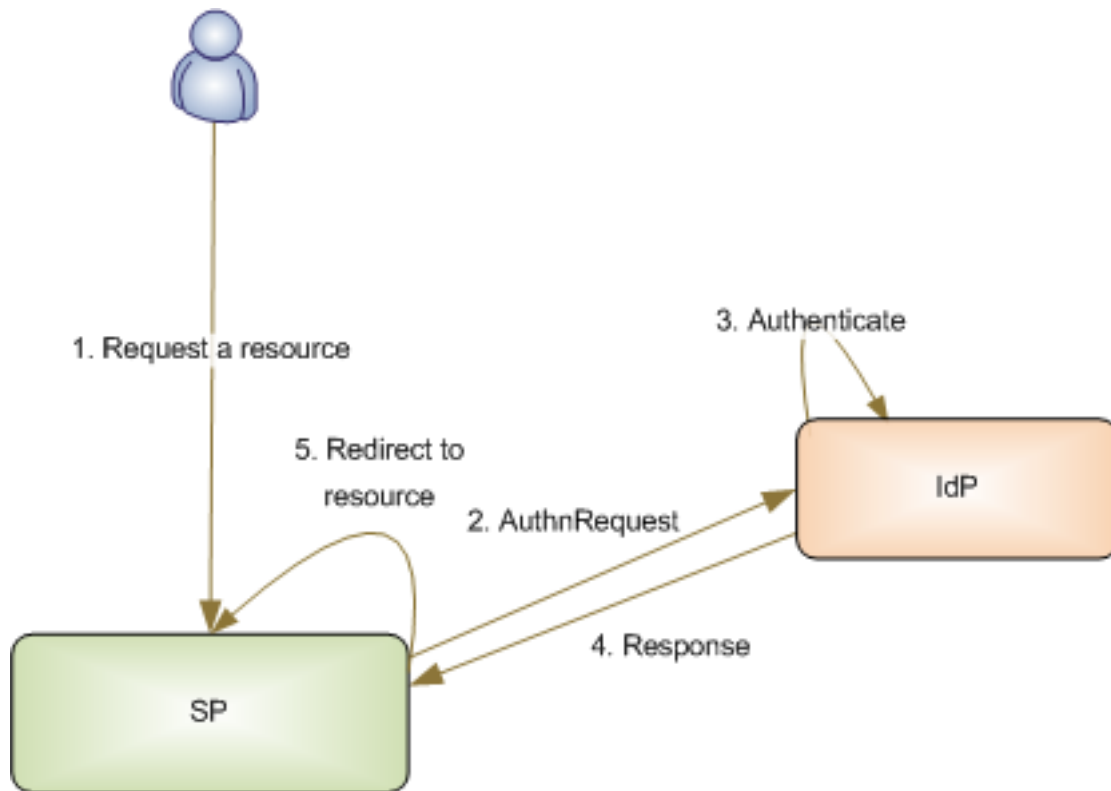 1. Request a resource
3. Authenticate
5. Redirect to
resource
2. AuthnRequest
IdP
4. Response
SP